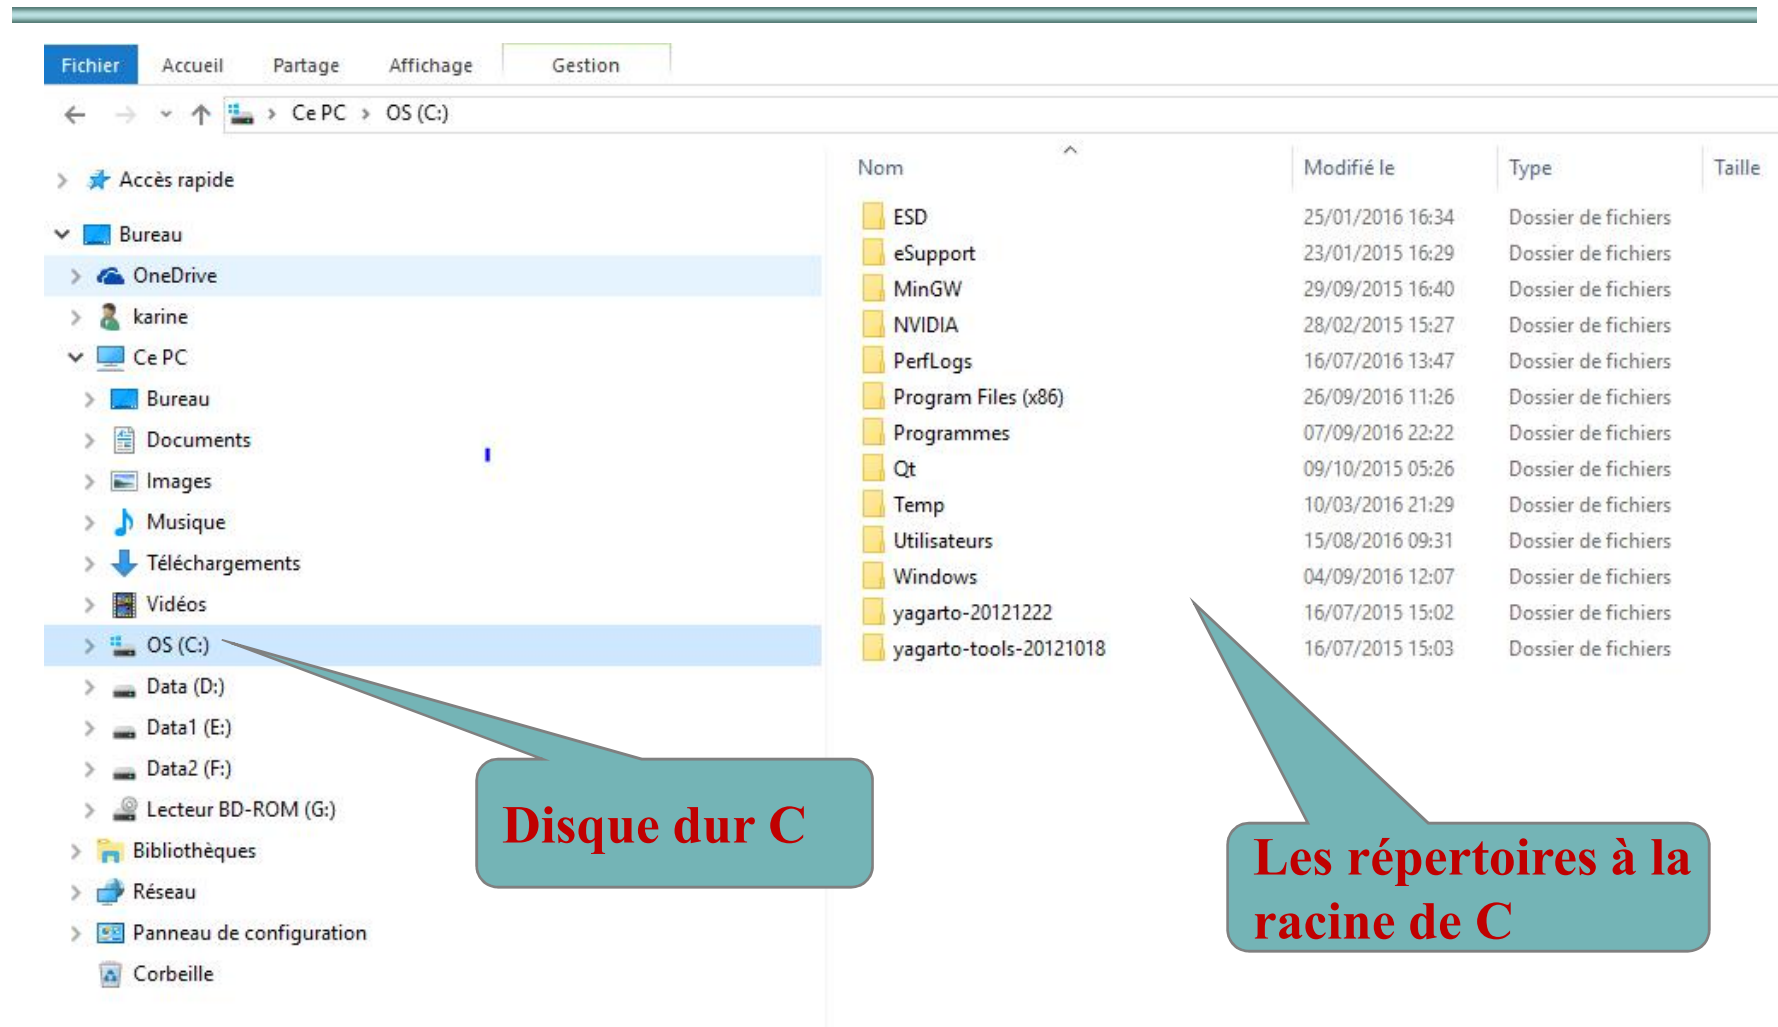 Fichier Accueil Partage Affichage Gestion
Ce PC OS (C:)
Accès rapide
Bureau
OneDrive
karine
Ce PC
Bureau
Documents
Images
Musique
Téléchargements
Vidéos
OS (C:)
Data (D:)
Data1 (E:)
Data2 (F:)
Lecteur BD-ROM (G:)
Bibliothèques
Réseau
Panneau de configuration
Corbeille
Nom Modifié le Type Taille
ESD 25/01/2016 16:34 Dossier de fichiers
eSupport 23/01/2015 16:29 Dossier de fichiers
MinGW 29/09/2015 16:40 Dossier de fichiers
NVIDIA 28/02/2015 15:27 Dossier de fichiers
PerfLogs 16/07/2016 13:47 Dossier de fichiers
Program Files (x86) 26/09/2016 11:26 Dossier de fichiers
Programmes 07/09/2016 22:22 Dossier de fichiers
Qt 09/10/2015 05:26 Dossier de fichiers
Temp 10/03/2016 21:29 Dossier de fichiers
Utilisateurs 15/08/2016 09:31 Dossier de fichiers
Windows 04/09/2016 12:07 Dossier de fichiers
yagarto-20121222 16/07/2015 15:02 Dossier de fichiers
yagarto-tools-20121018 16/07/2015 15:03 Dossier de fichiers
Disque dur C
Les répertoires à la
racine de C